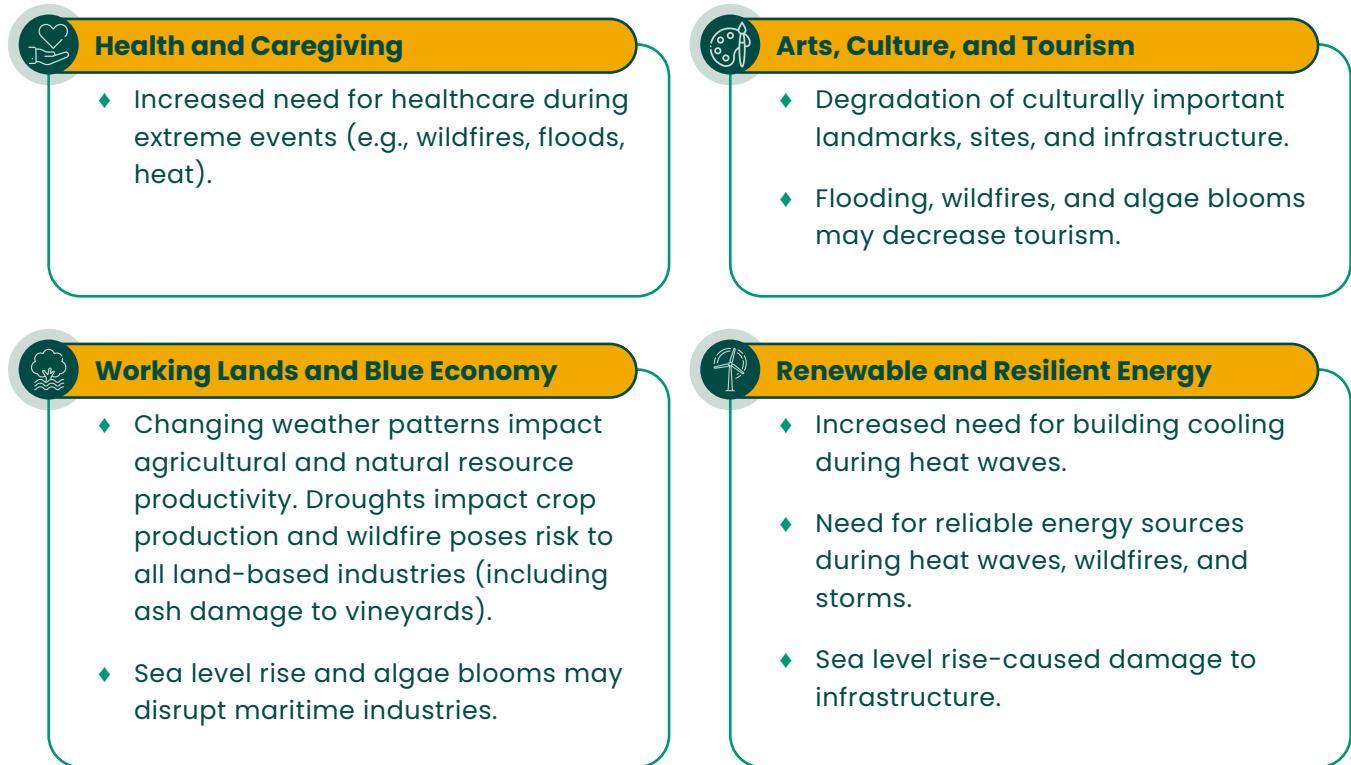 Health and Caregiving
♦ Increased need for healthcare during
extreme events (e.g., wildfires, floods,
heat).
Arts, Culture, and Tourism
♦ Degradation of culturally important
landmarks, sites, and infrastructure.
♦ Flooding, wildfires, and algae blooms
may decrease tourism.
Working Lands and Blue Economy
♦ Changing weather patterns impact
agricultural and natural resource
productivity. Droughts impact crop
production and wildfire poses risk to
all land-based industries (including
ash damage to vineyards).
♦ Sea level rise and algae blooms may
disrupt maritime industries.
Renewable and Resilient Energy
♦ Increased need for building cooling
during heat waves.
♦ Need for reliable energy sources
during heat waves, wildfires, and
storms.
♦ Sea level rise-caused damage to
infrastructure.